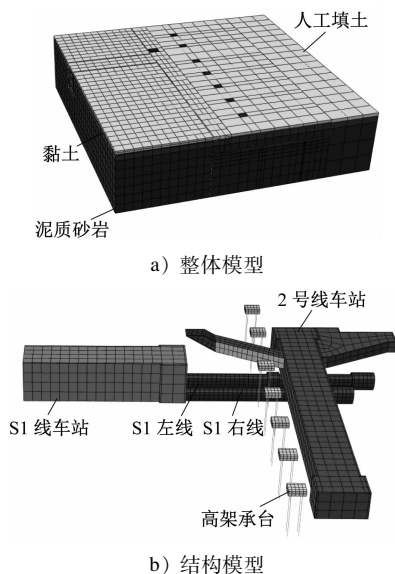 人工填土
黏土
泥质砂岩
a）整体模型
2 号线车站
S1 线车站
S1 左线
S1 右线
高架承台
b）结构模型